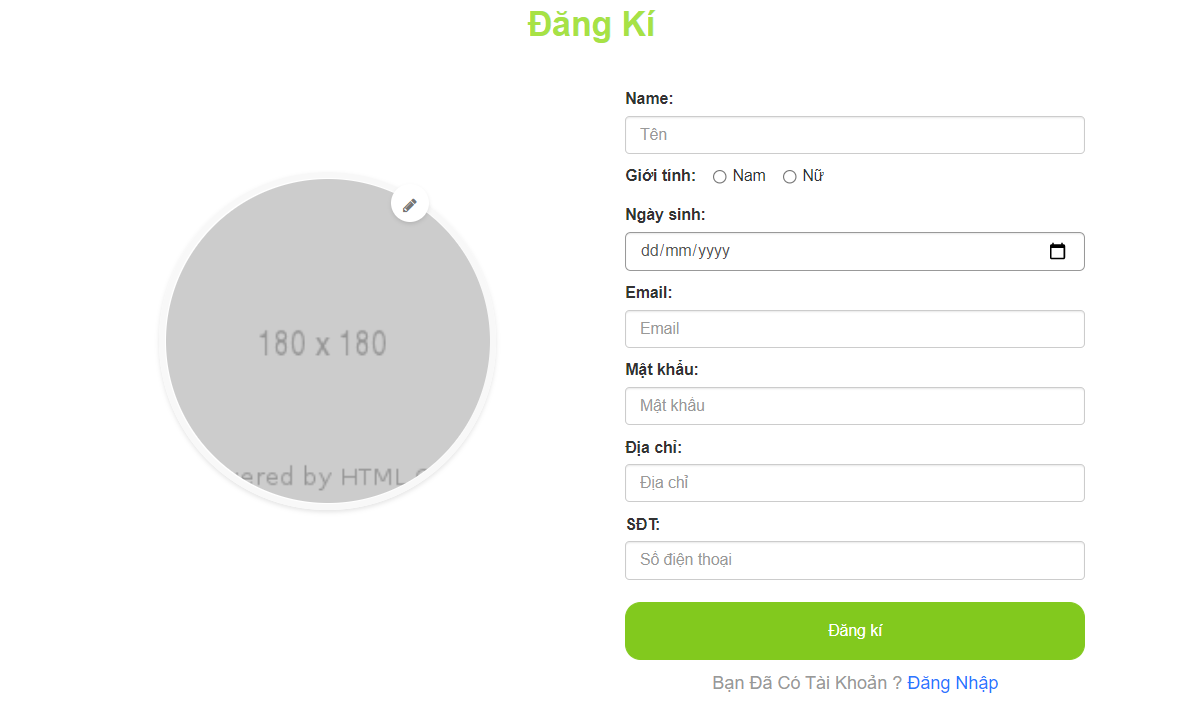 Đăng Kí
Name:
Tên
Giới tính: Nam Nữ
Ngày sinh:
dd/mm/yyyy
Email:
Email
Mật khẩu:
Mật khẩu
Địa chỉ:
Địa chỉ
SĐT:
Số điện thoại
Đăng kí
Bạn Đã Có Tài Khoản ? Đăng Nhập
180 x 180
ered by HTML